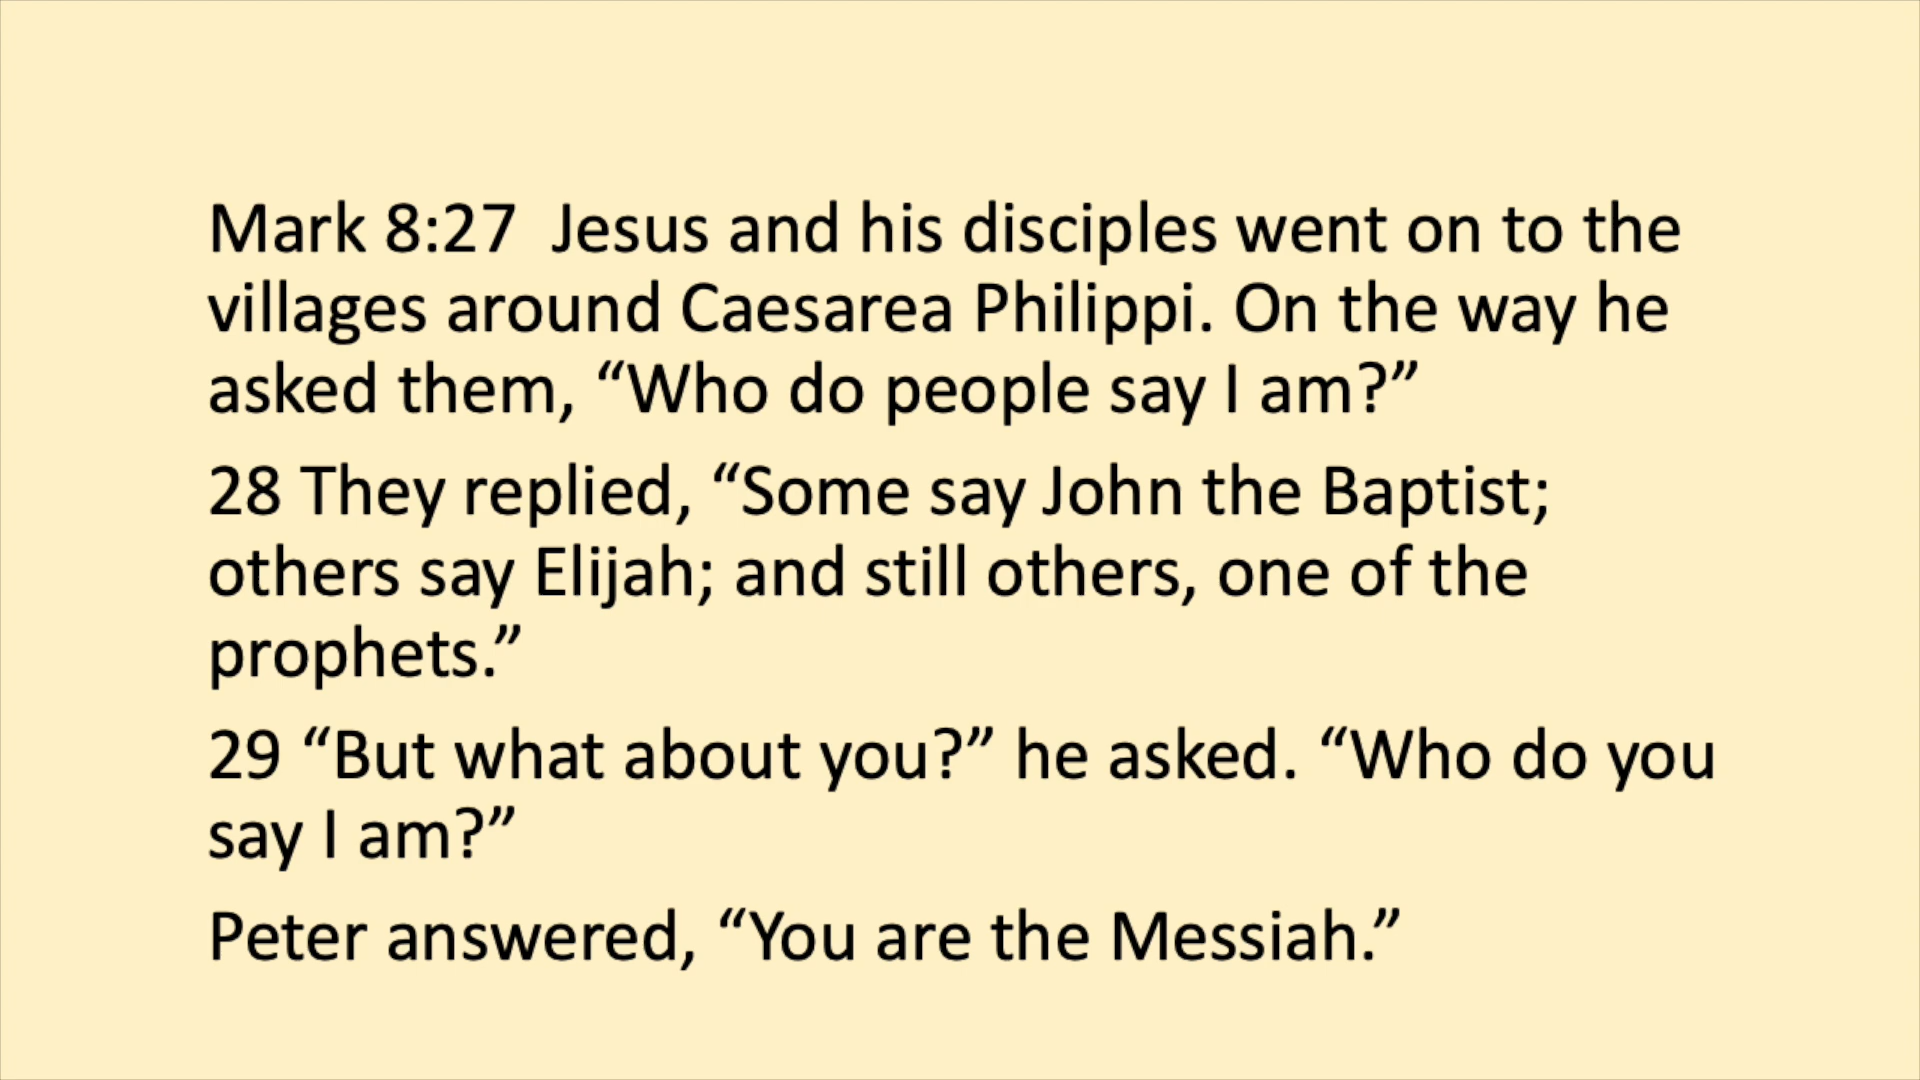 Mark 8:27  Jesus and his disciples went on to the
villages around Caesarea Philippi. On the way he
asked them, “Who do people say I am?”
28 They replied, “Some say John the Baptist;
others say Elijah; and still others, one of the
prophets.”
29 “But what about you?” he asked. “Who do you
say I am?”
Peter answered, “You are the Messiah.”